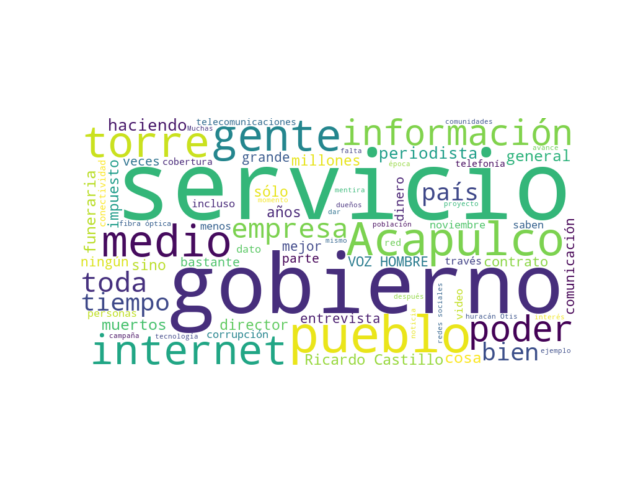 telecomunicaciones
comunidades
haciendo
Muchas
torre
gente
información
falta
avance
periodista
general
conectividad
impuesto
veces
cobertura
grande
millones
época
telefonía
funeraria
servicio
incluso
sólo
mentira
dinero
país
años
dueños
menos
fibra óptica
empresa
dar
población
noviembre
saben
medio
dato
mejor
momento
mismo
red
proyecto
Acapulco
comunicación
ningún
sino
bastante
parte
VOZ HOMBRE
través
contrato
toda
tiempo
gobierno
después
video
redes sociales
huracán Otis
interés
personas
muertos
director
entrevista
corrupción
pueblo
noticia
poder
campaña
tecnología
internet
Ricardo Castillo
cosa
bien
ejemplo